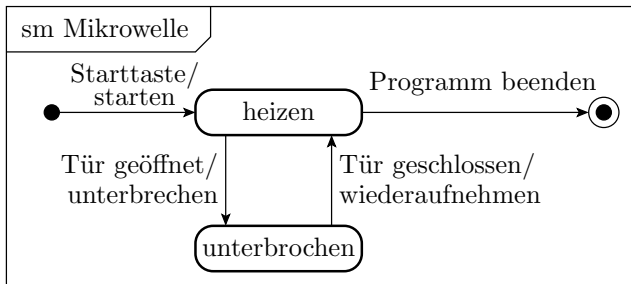 sm Mikrowelle
Starttaste/
starten
Programm beenden
heizen
Tür geöffnet/
unterbrechen
Tür geschlossen/
wiederaufnehmen
unterbrochen